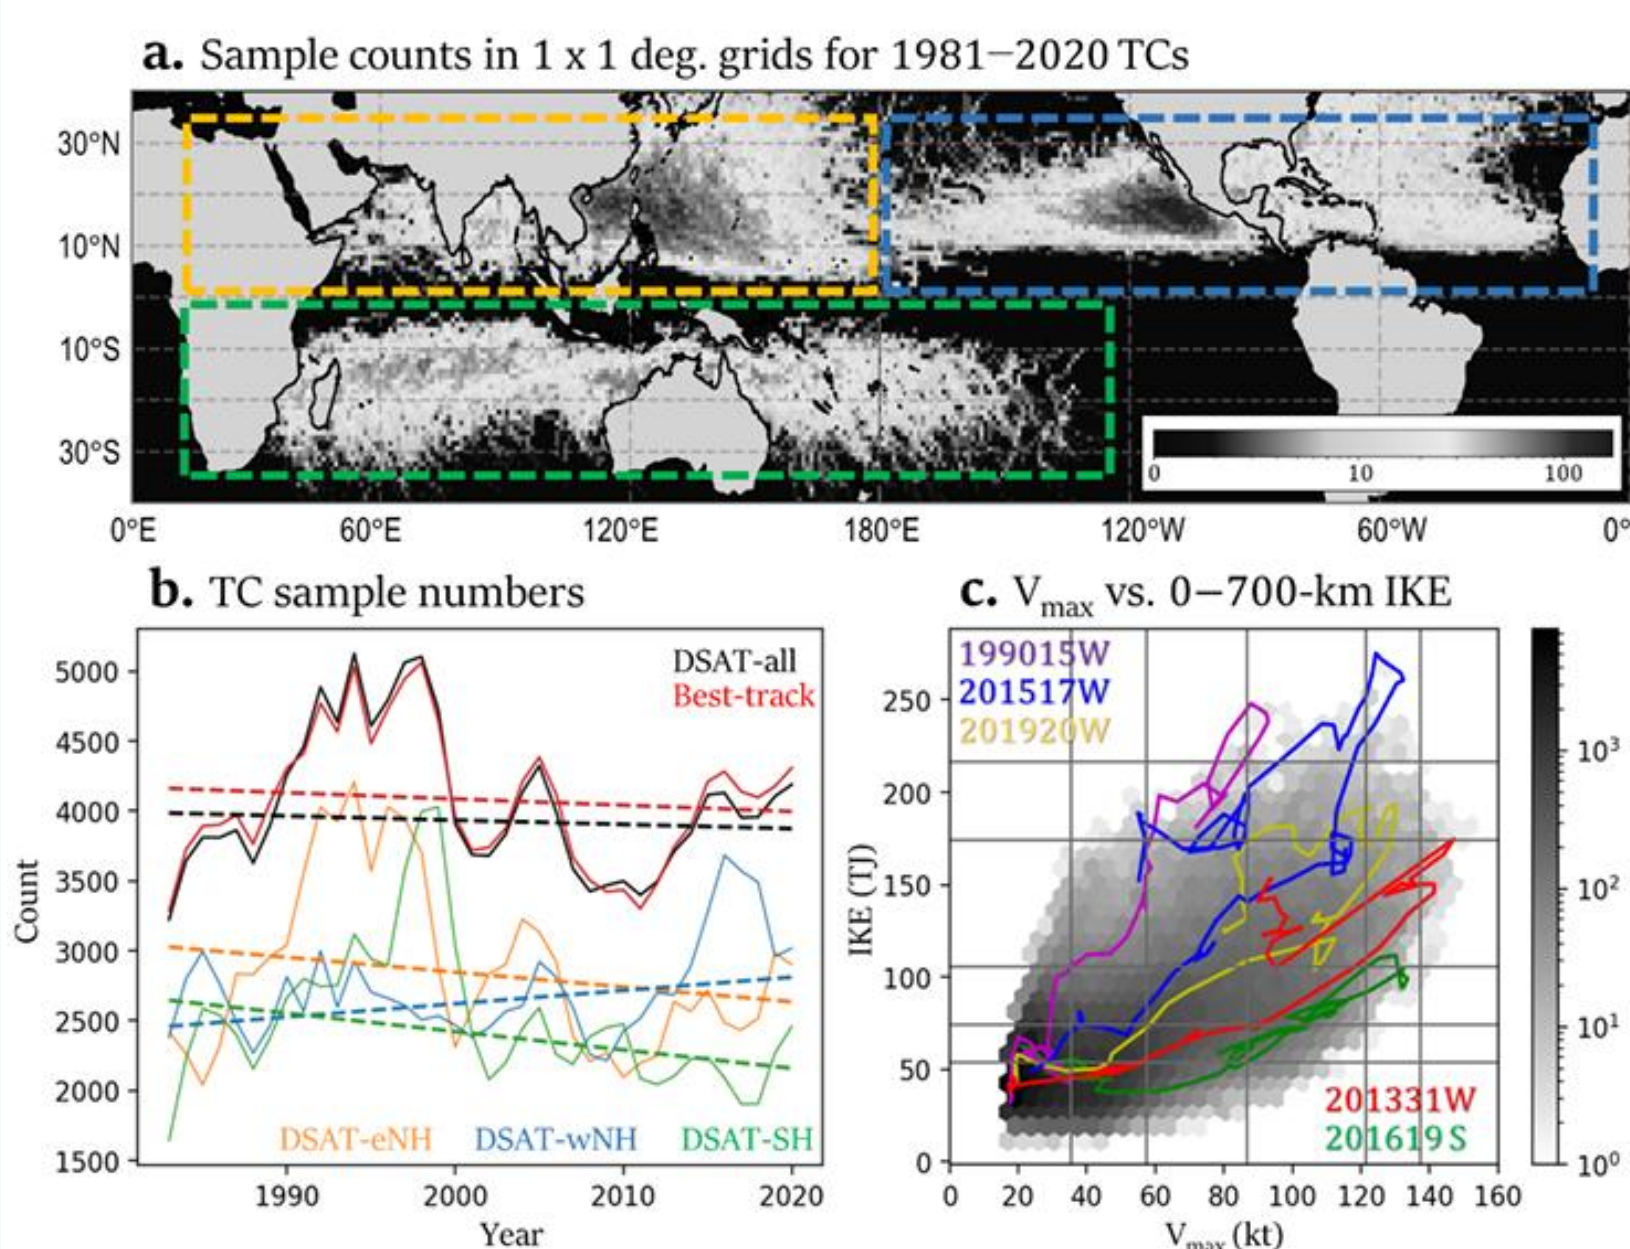 a. Sample counts in 1 x 1 deg. grids for 1981–2020 TCs
30°N
10°N
10°S
30°S
0 10 100
0°E 60°E 120°E 180°E 120°W 60°W 0°
b. TC sample numbers
DSAT-all
Best-track
5000
4500
4000
3500
3000
2500
2000
1500
Count
DSAT-eNH DSAT-wNH DSAT-SH
1990 2000 2010 2020
Year
c. Vmax vs. 0–700-km IKE
199015W
201517W
201920W
250
200
150
100
50
0
IKE (TJ)
201331W
201619S
0 20 40 60 80 100 120 140 160
Vmax (kt)
10³
10²
10¹
10⁰